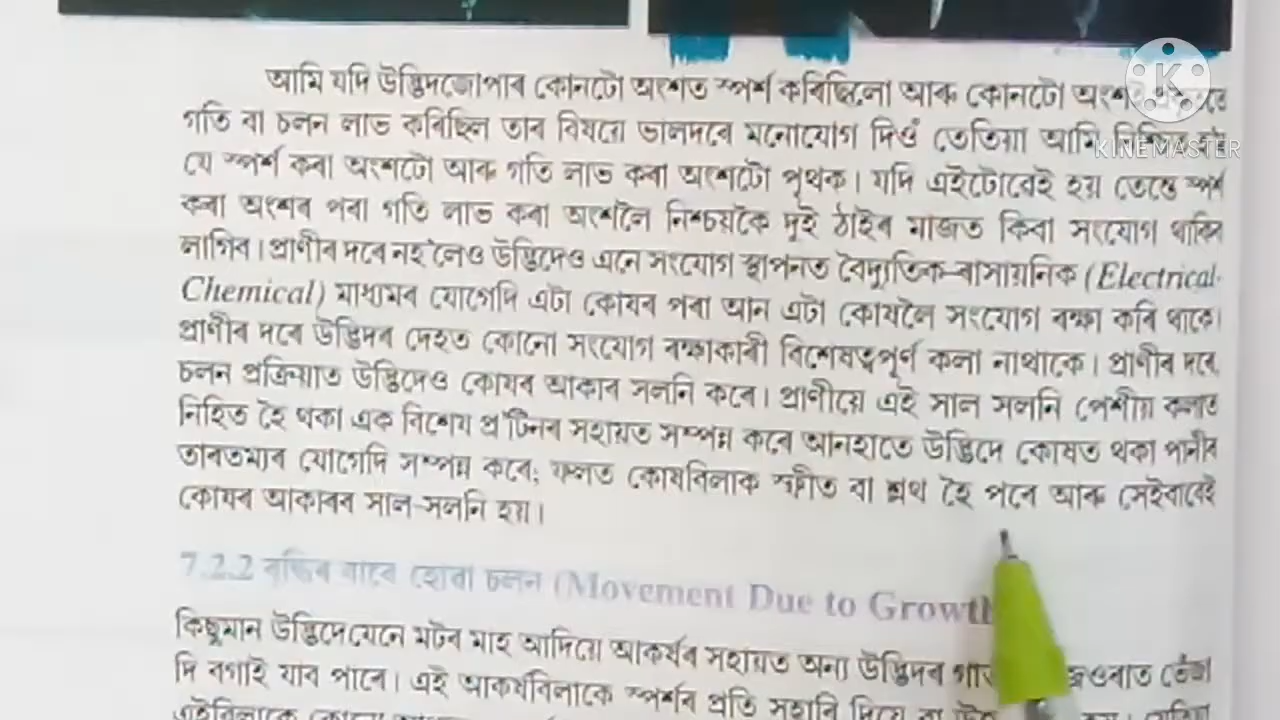 আমি যদি উদ্ভিদজোপাৰ কোনটো অংশত স্পৰ্শ কৰিছিলো আৰু কোনটো
KINEMASTER
গতি বা চলন লাভ কৰিছিল তাৰ বিষয়ে ভালদৰে মনোযোগ দিওঁ তেতিয়া আমি
যে স্পৰ্শ কৰা অংশটো আৰু গতি লাভ কৰা অংশটো পৃথক। যদি এইটোৱেই হয় তেন্তে স্পৰ্শ
কৰা অংশৰ পৰা গতি লাভ কৰা অংশলৈ নিশ্চয়কৈ দুই ঠাইৰ মাজত কিবা সংযোগ থাকিব
লাগিব। প্ৰাণীৰ দৰে নহ'লেও উদ্ভিদেও এনে সংযোগ স্থাপনত বৈদ্যুতিক-ৰাসায়নিক (Electrical-
Chemical) মাধ্যমৰ যোগেদি এটা কোষৰ পৰা আন এটা কোষলৈ সংযোগ ৰক্ষা কৰি থাকে।
প্ৰাণীৰ দৰে উদ্ভিদৰ দেহত কোনো সংযোগ ৰক্ষাকাৰী বিশেষত্বপূৰ্ণ কলা নাথাকে। প্ৰাণীৰ দৰে,
চলন প্ৰক্ৰিয়াত উদ্ভিদেও কোষৰ আকাৰ সলনি কৰে। প্ৰাণীয়ে এই সাল সলনি পেশীয় কলাত
নিহিত হৈ থকা এক বিশেষ প্ৰ'টিনৰ সহায়ত সম্পন্ন কৰে আনহাতে উদ্ভিদে কোষত থকা পানীৰ
তাৰতম্যৰ যোগেদি সম্পন্ন কৰে; ফলত কোষবিলাক স্ফীত বা শ্লথ হৈ পৰে আৰু সেইবাবেই
কোষৰ আকাৰৰ সাল-সলনি হয়।
7.2.2 বৃদ্ধিৰ বাবে হোৱা চলন (Movement Due to Growth
কিছুমান উদ্ভিদে যেনে মটৰ মাহ আদিয়ে আকৰ্ষৰ সহায়ত অন্য উদ্ভিদৰ গাত
দি বগাই যাব পাৰে। এই আকৰ্ষবিলাকে স্পৰ্শৰ প্ৰতি সঁহাৰি দিয়ে বা